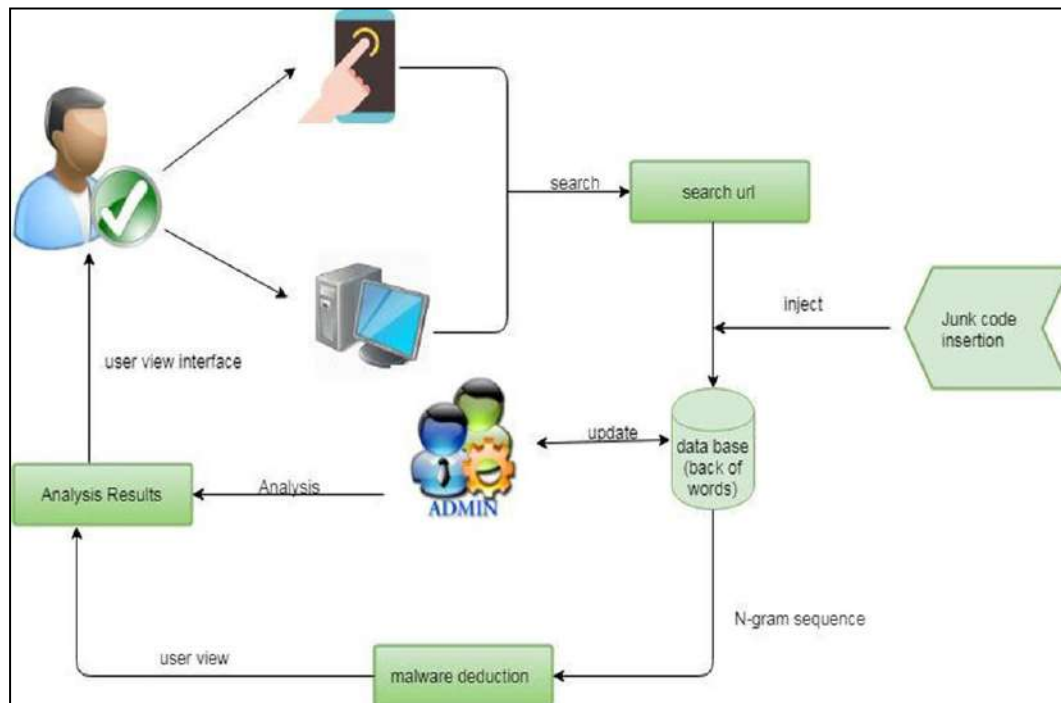 search
search url
inject
Junk code
insertion
user view interface
update
data base
(back of
words)
Analysis Results
Analysis
ADMIN
N-gram sequence
user view
malware deduction